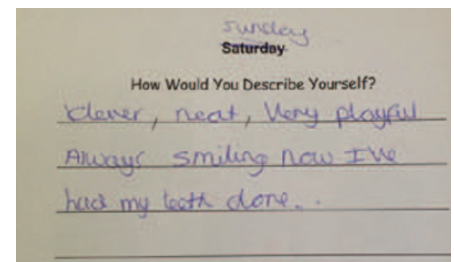 Sunday
Saturday
How Would You Describe Yourself?
Clever, neat, Very playful
Always smiling now I've
had my teeth done..